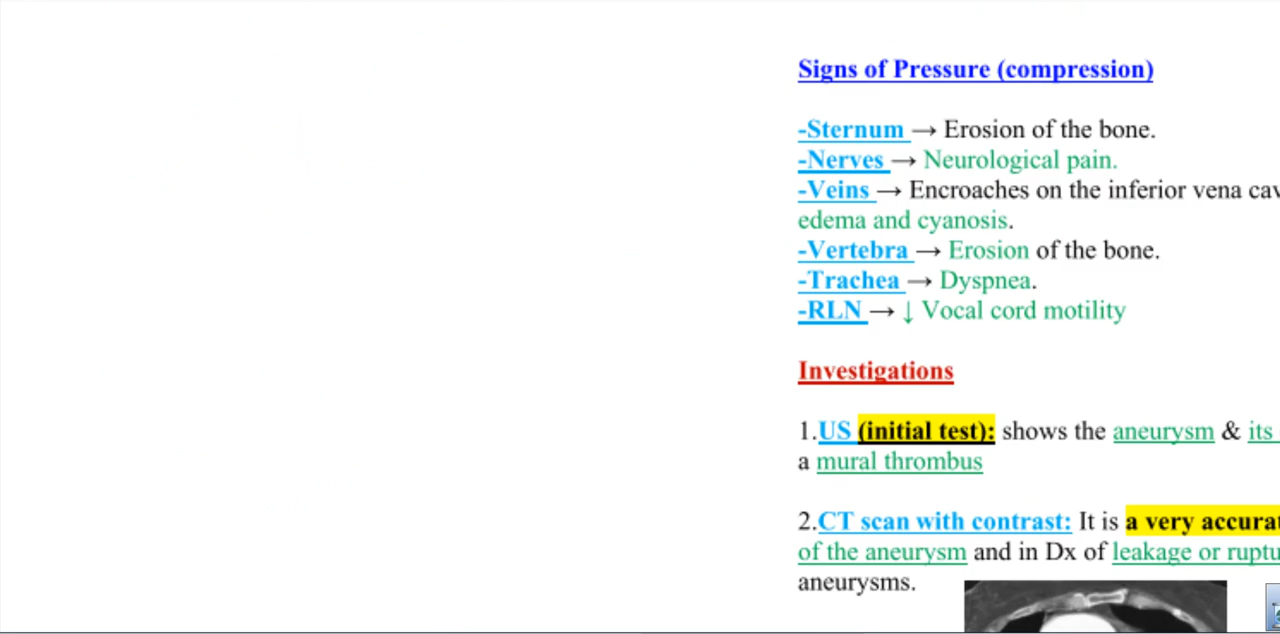 Signs of Pressure (compression)
-Sternum → Erosion of the bone.
-Nerves → Neurological pain.
-Veins → Encroaches on the inferior vena
edema and cyanosis.
-Vertebra → Erosion of the bone.
-Trachea → Dyspnea.
-RLN → ↓ Vocal cord motility
Investigations
1.US (initial test): shows the aneurysm & its
a mural thrombus
2.CT scan with contrast: It is a very
of the aneurysm and in Dx of leakage or
aneurysms.